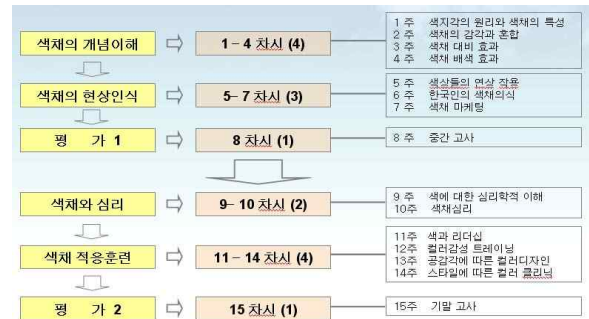 색채의 개념이해
1 – 4 차시 (4)
1 주 색지각의 원리와 색채의 특성
2 주 색채의 감각과 혼합
3 주 색채 대비 효과
4 주 색채 배색 효과
색채의 현상인식
5– 7 차시 (3)
5 주 색상들의 연상 작용
6 주 한국인의 색채의식
7 주 색채 마케팅
평 가 1
8 차시 (1)
8 주 중간 고사
색채와 심리
9– 10 차시 (2)
9 주 색에 대한 심리학적 이해
10주 색채심리
색채 적응훈련
11 – 14 차시 (4)
11주 색과 리더십
12주 컬러감성 트레이닝
13주 공감각에 따른 컬러디자인
14주 스타일에 따른 컬러 클리닝
평 가 2
15 차시 (1)
15주 기말 고사